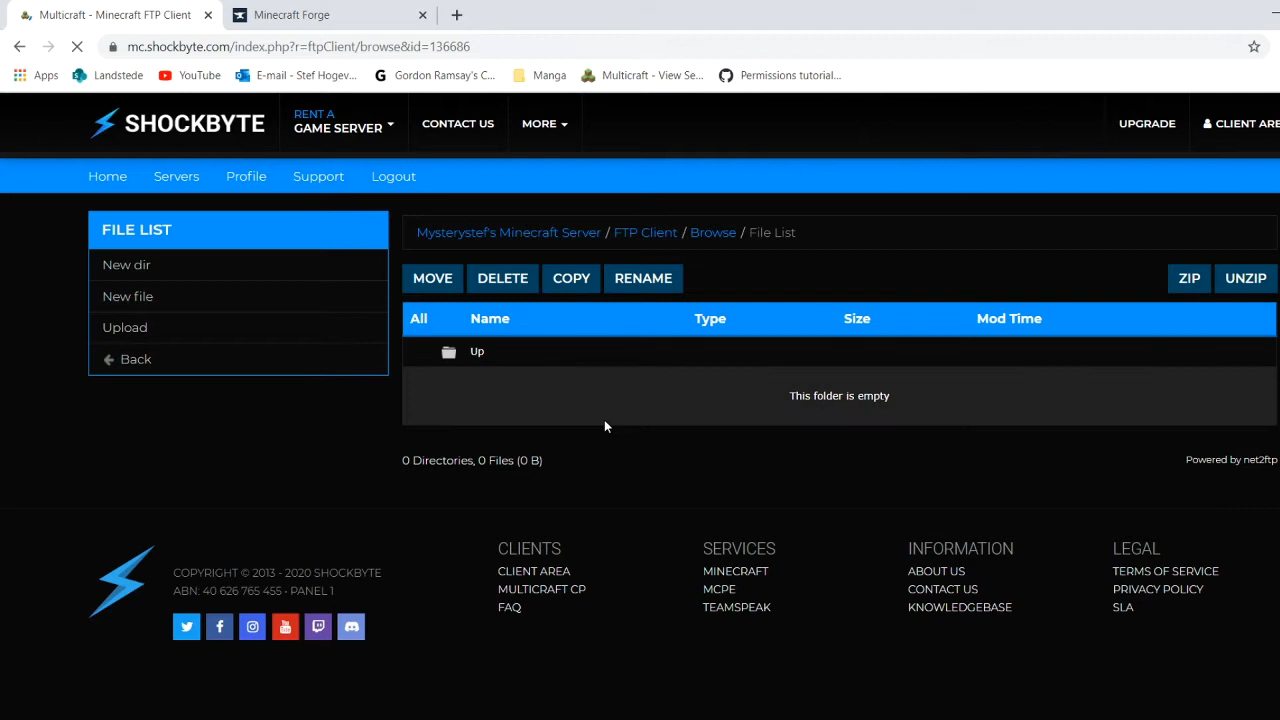 Multicraft - Minecraft FTP Client
Minecraft Forge
mc.shockbyte.com/index.php?r=ftpClient/browse&id=136686
Apps
Landstede
YouTube
E-mail - Stef Hogev...
Gordon Ramsay's C...
Manga
Multicraft - View Se...
Permissions tutorial...
SHOCKBYTE
RENT A
GAME SERVER
CONTACT US
MORE
UPGRADE
CLIENT ARE
Home
Servers
Profile
Support
Logout
FILE LIST
New dir
New file
Upload
Back
Mysterystef's Minecraft Server / FTP Client / Browse / File List
MOVE
DELETE
COPY
RENAME
ZIP
UNZIP
All Name Type Size Mod Time
Up
This folder is empty
0 Directories, 0 Files (0 B)
Powered by net2ftp
COPYRIGHT © 2013 - 2020 SHOCKBYTE
ABN: 40 626 765 455 - PANEL 1
CLIENTS
CLIENT AREA
MULTICRAFT CP
FAQ
SERVICES
MINECRAFT
MCPE
TEAMSPEAK
INFORMATION
ABOUT US
CONTACT US
KNOWLEDGEBASE
LEGAL
TERMS OF SERVICE
PRIVACY POLICY
SLA